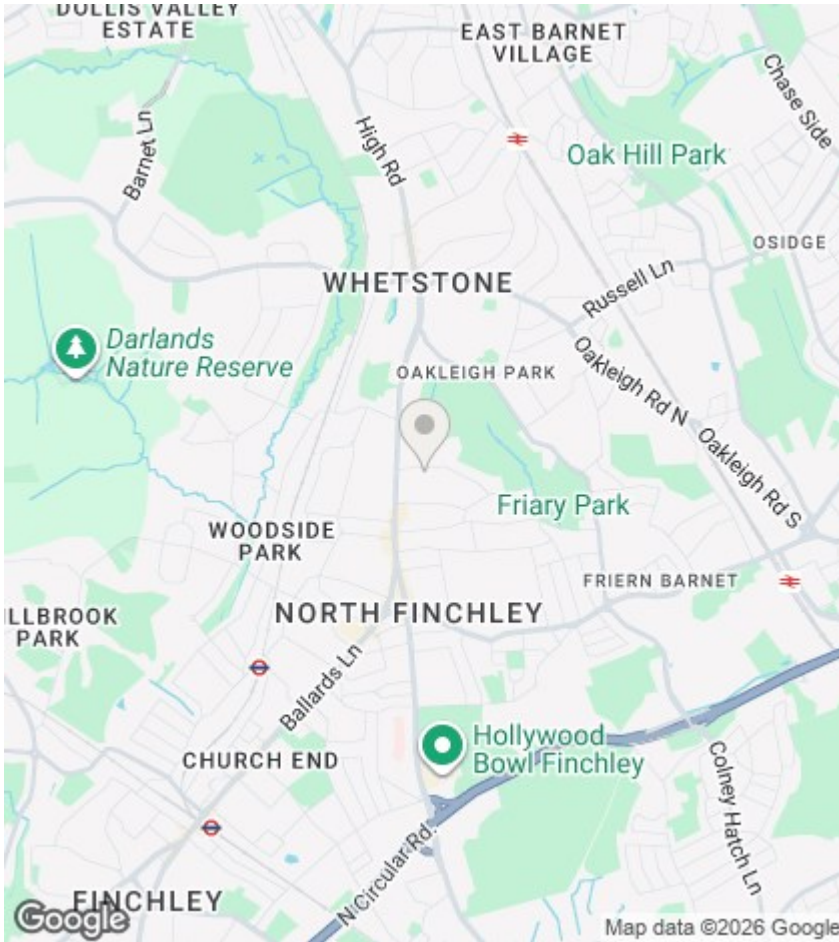 DOLLIS VALLEY
ESTATE
EAST BARNET
VILLAGE
Chase Side
Barnet Ln
High Rd
Oak Hill Park
OSIDGE
WHETSTONE
Russell Ln
Darlands
Nature Reserve
OAKLEIGH PARK
Oakleigh Rd N
Oakleigh Rd S
Friary Park
WOODSIDE
PARK
FRIERN BARNET
ILLBROOK
PARK
NORTH FINCHLEY
Ballards Ln
Hollywood
Bowl Finchley
CHURCH END
Colney Hatch Ln
N Circular Rd.
FINCHLEY
Google
Map data ©2026 Google